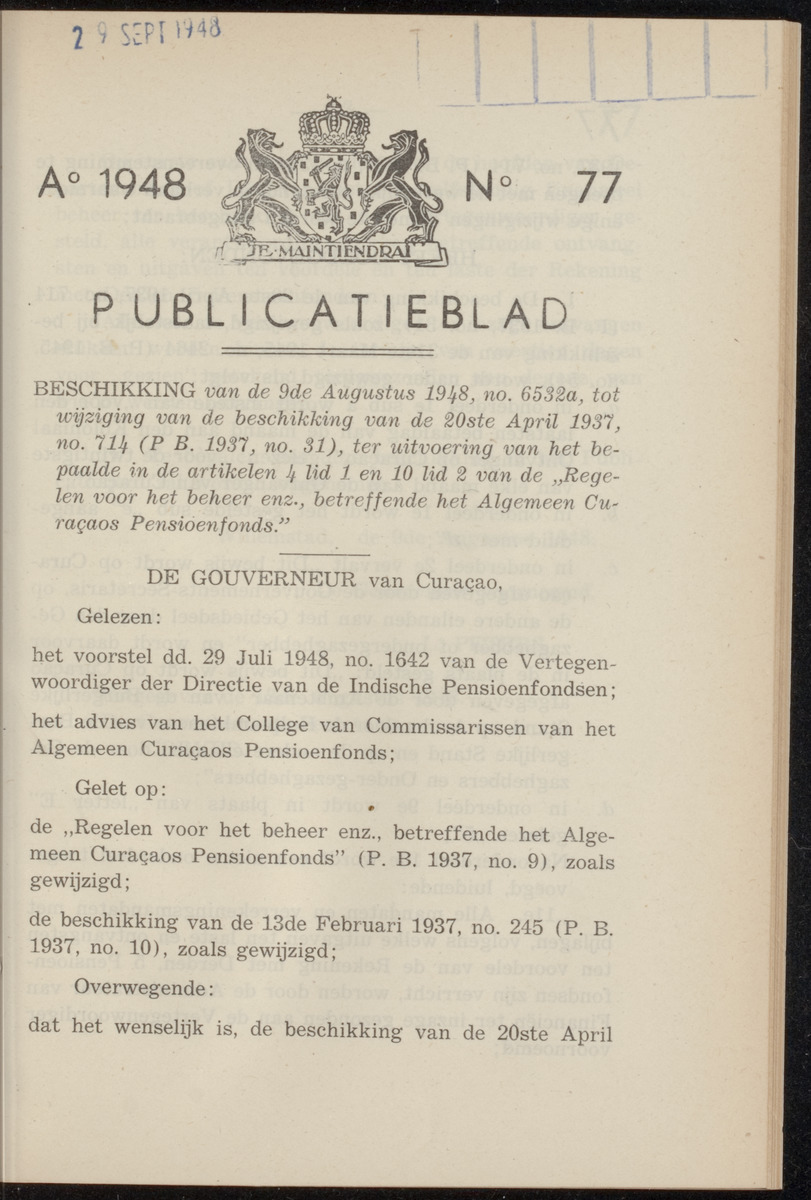 2 9 SEPT 1948
Aº 1948 Nº 77
JE·MAINTIENDRAI
PUBLICATIEBLAD
BESCHIKKING van de 9de Augustus 1948, no. 6532a, tot
wijziging van de beschikking van de 20ste April 1937,
no. 714 (P B. 1937, no. 31), ter uitvoering van het be-
paalde in de artikelen 4 lid 1 en 10 lid 2 van de „Rege-
len voor het beheer enz., betreffende het Algemeen Cu-
raçaos Pensioenfonds.”
DE GOUVERNEUR van Curaçao,
Gelezen:
het voorstel dd. 29 Juli 1948, no. 1642 van de Vertegen-
woordiger der Directie van de Indische Pensioenfondsen;
het advies van het College van Commissarissen van het
Algemeen Curaçaos Pensioenfonds;
Gelet op:
de „Regelen voor het beheer enz., betreffende het Alge-
meen Curaçaos Pensioenfonds” (P. B. 1937, no. 9), zoals
gewijzigd;
de beschikking van de 13de Februari 1937, no. 245 (P. B.
1937, no. 10), zoals gewijzigd;
Overwegende:
dat het wenselijk is, de beschikking van de 20ste April